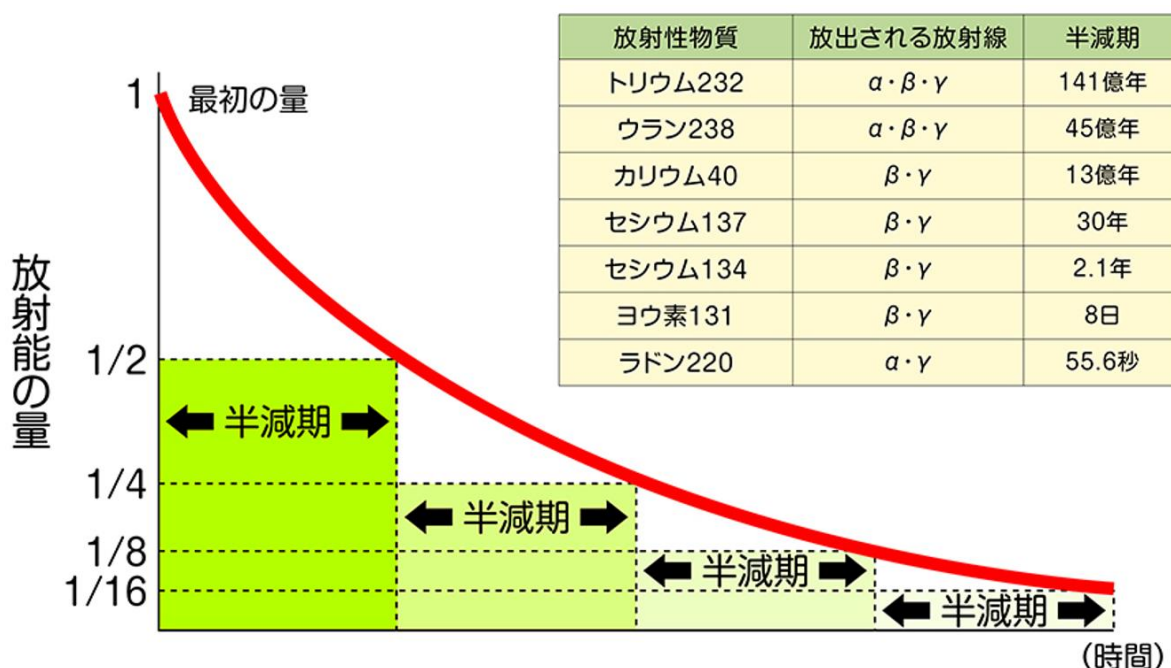 放射性物質 放出される放射線 半減期
トリウム232 α・β・γ 141億年
ウラン238 α・β・γ 45億年
カリウム40 β・γ 13億年
セシウム137 β・γ 30年
セシウム134 β・γ 2.1年
ヨウ素131 β・γ 8日
ラドン220 α・γ 55.6秒
放射能の量
1 最初の量
1/2
半減期
1/4
半減期
1/8
半減期
1/16
半減期
(時間)